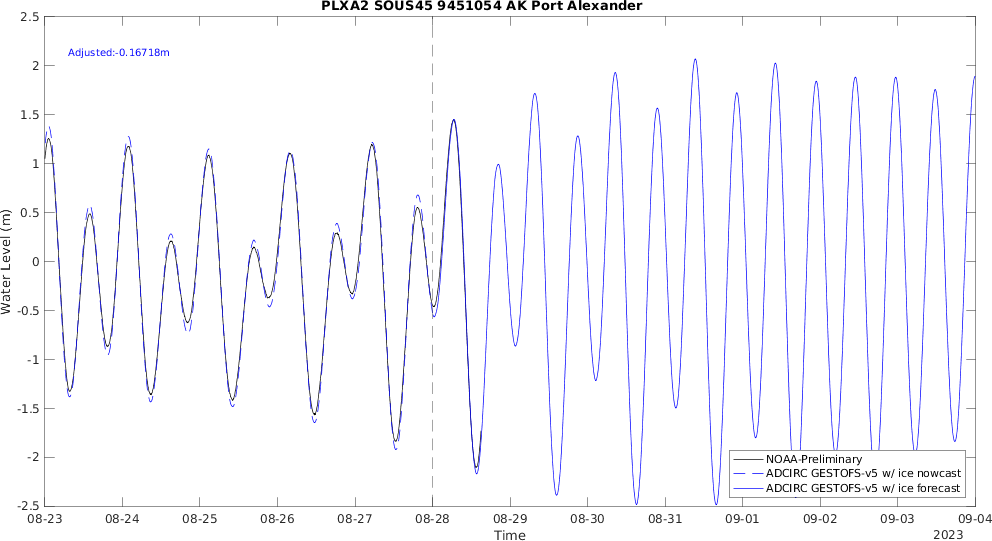 PLXA2 SOUS45 9451054 AK Port Alexander
2.5
2
1.5
1
0.5
0
-0.5
-1
-1.5
-2
-2.5
Water Level (m)
Adjusted:-0.16718m
NOAA-Preliminary
ADCIRC GESTOFS-v5 w/ ice nowcast
ADCIRC GESTOFS-v5 w/ ice forecast
08-23 08-24 08-25 08-26 08-27 08-28 08-29 08-30 08-31 09-01 09-02 09-03 09-04
Time
2023